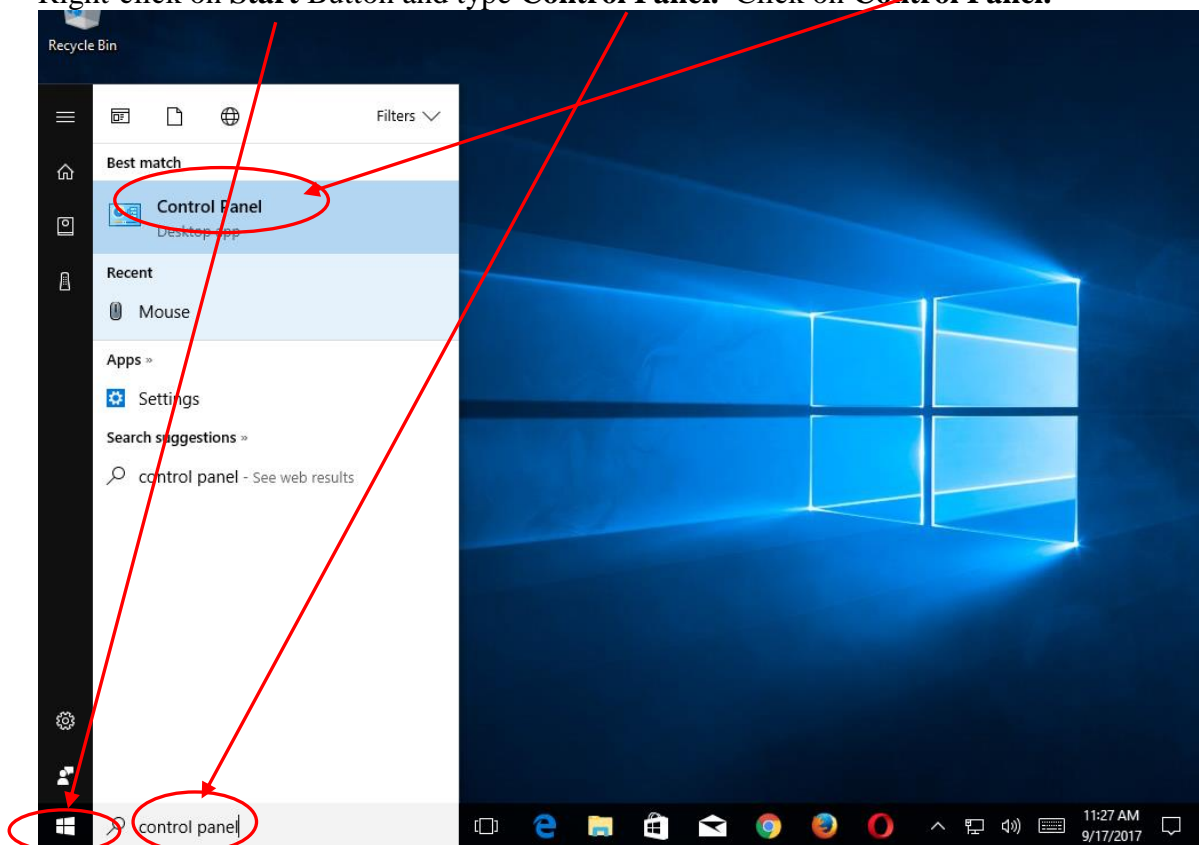 Right-click on Start Button and type Control Panel. Click on Control Panel.
Recycle Bin
Filters
Best match
Control Panel
Desktop app
Recent
Mouse
Apps »
Settings
Search suggestions »
control panel - See web results
control panel
11:27 AM
9/17/2017